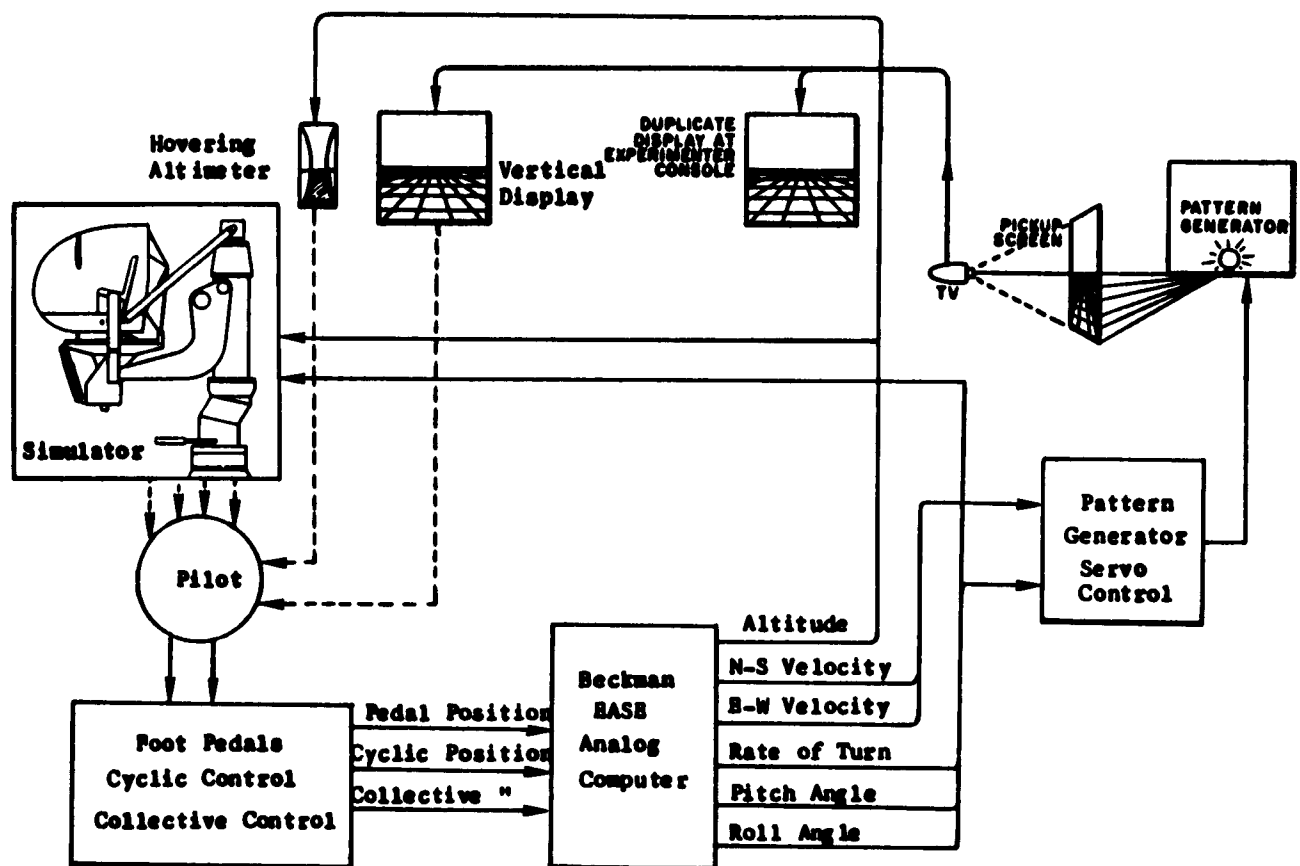 Hovering
Altimeter
Vertical
Display
DUPLICATE
DISPLAY AT
EXPERIMENTER
CONSOLE
PICKUP
SCREEN
PATTERN
GENERATOR
TV
Simulator
Pilot
Pattern
Generator
Servo
Control
Foot Pedals
Cyclic Control
Collective Control
Pedal Position
Cyclic Position
Collective "
Beckman
EASE
Analog
Computer
Altitude
N-S Velocity
E-W Velocity
Rate of Turn
Pitch Angle
Roll Angle